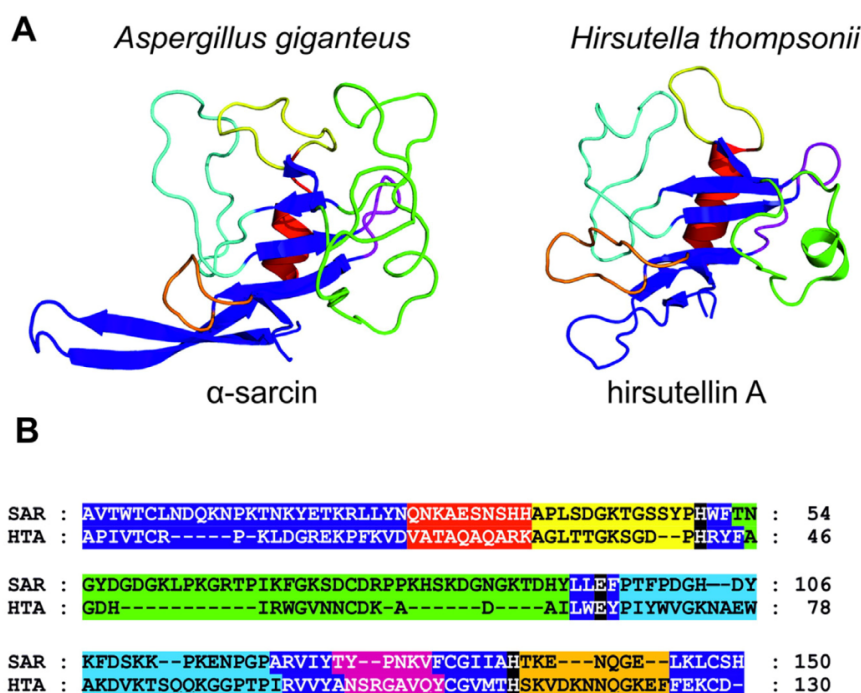 A
Aspergillus giganteus
Hirsutella thompsonii
α-sarcin
hirsutellin A
B
SAR : AVTWTCLNDQKNPKTNKYETKRLLYNQNKAESNSHHAPLSDGKTGSSYPHWFTN : 54
HTA : APIVTCR-----P-KLDGREKPFKVDVATAQAQARKAGLTTGKSGD--PHRYFA : 46
SAR : GYDGDGKLPKGRTPIKFGKSDCDRPPKHSKDGNGKTDHYLLEFPTFPDGH--DY : 106
HTA : GDH-----------IRWGVNNCDK-A------D----AILWEYPIYWVGKNAEW : 78
SAR : KFDSKK--PKENPGPARVIYTY--PNKVFCGIIAHTKE---NQGE--LKLCSH : 150
HTA : AKDVKTSQQKGGPTPIRVVYANSRGAVQYCGVMTHSKVDKNNQGKEFFEKCD- : 130